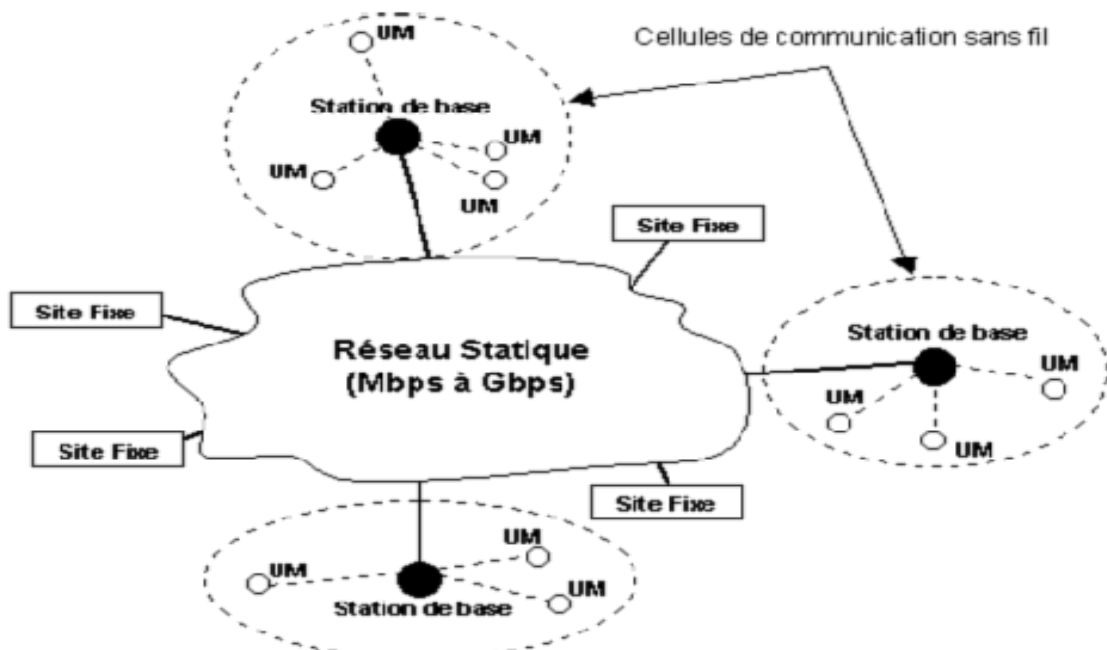 UM
Cellules de communication sans fil
Station de base
UM
UM
UM
Site Fixe
Site Fixe
Station de base
Réseau Statique
(Mbps à Gbps)
UM
UM
UM
Site Fixe
Site Fixe
UM
UM
UM
Station de base